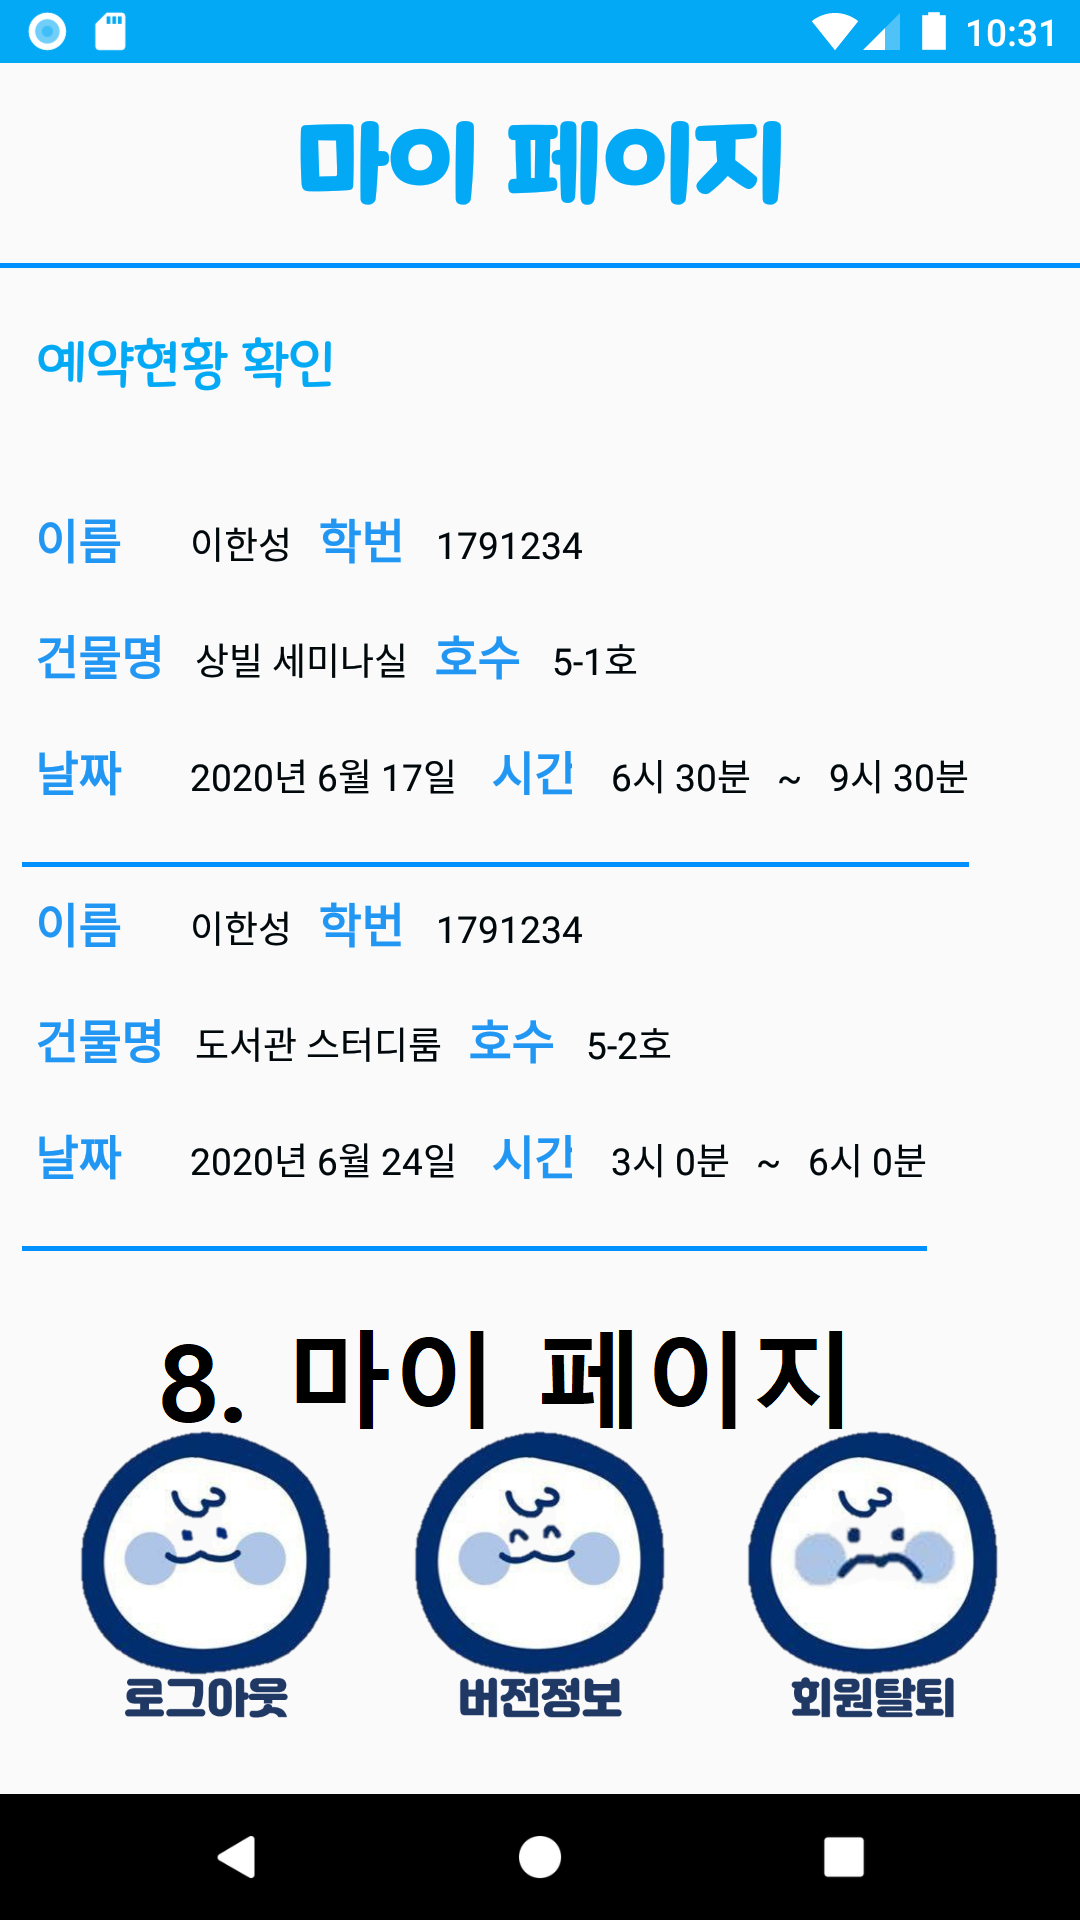 10:31
마이 페이지
예약현황 확인
이름 이한성 학번 1791234
건물명 상빌 세미나실 호수 5-1호
날짜 2020년 6월 17일 시간 6시 30분 ~ 9시 30분
이름 이한성 학번 1791234
건물명 도서관 스터디룸 호수 5-2호
날짜 2020년 6월 24일 시간 3시 0분 ~ 6시 0분
8. 마이 페이지
로그아웃 버전정보 회원탈퇴